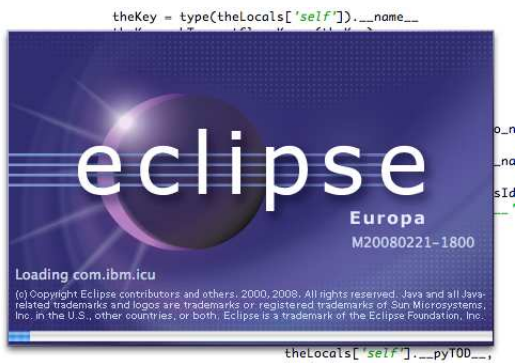 theKey = type(theLocals['self']).__name__
eclipse
Europa
M20080221-1800
Loading com.ibm.icu
(c) Copyright Eclipse contributors and others. 2000, 2008. All rights reserved. Java and all Java-
related trademarks and logos are trademarks or registered trademarks of Sun Microsystems,
Inc. in the U.S., other countries, or both. Eclipse is a trademark of the Eclipse Foundation, Inc.
theLocals['self'].__pyTOD__,